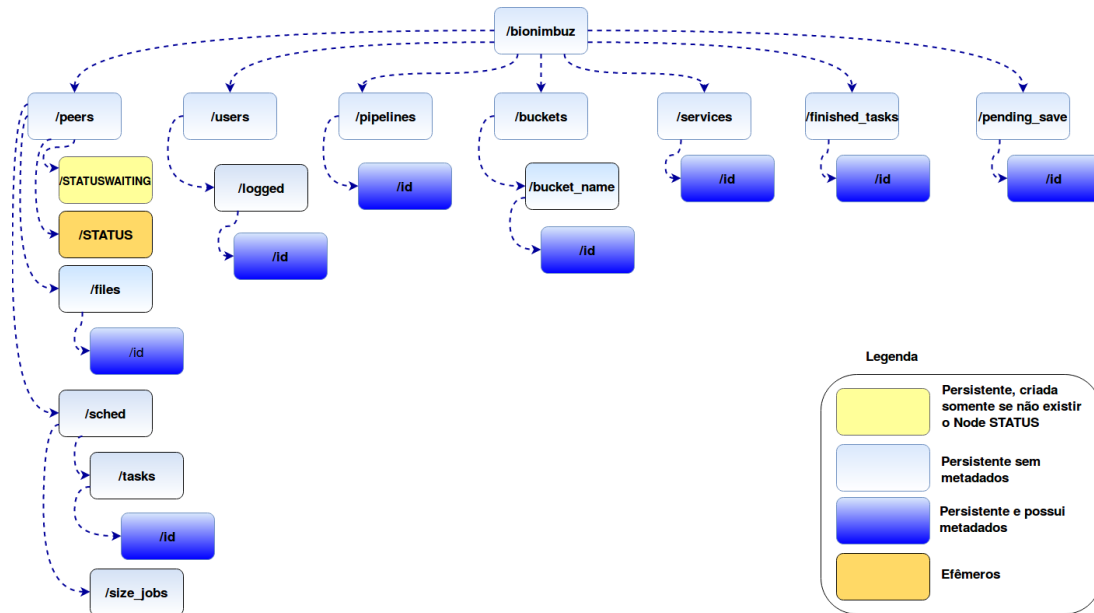 /bionimbuz
/peers
/users
/pipelines
/buckets
/services
/finished_tasks
/pending_save
/STATUSWAITING
/logged
/id
/bucket_name
/id
/id
/id
/STATUS
/id
/id
/files
/id
/sched
/tasks
/id
/size_jobs
Legenda
Persistente, criada
somente se não existir
o Node STATUS
Persistente sem
metadados
Persistente e possui
metadados
Efêmeros